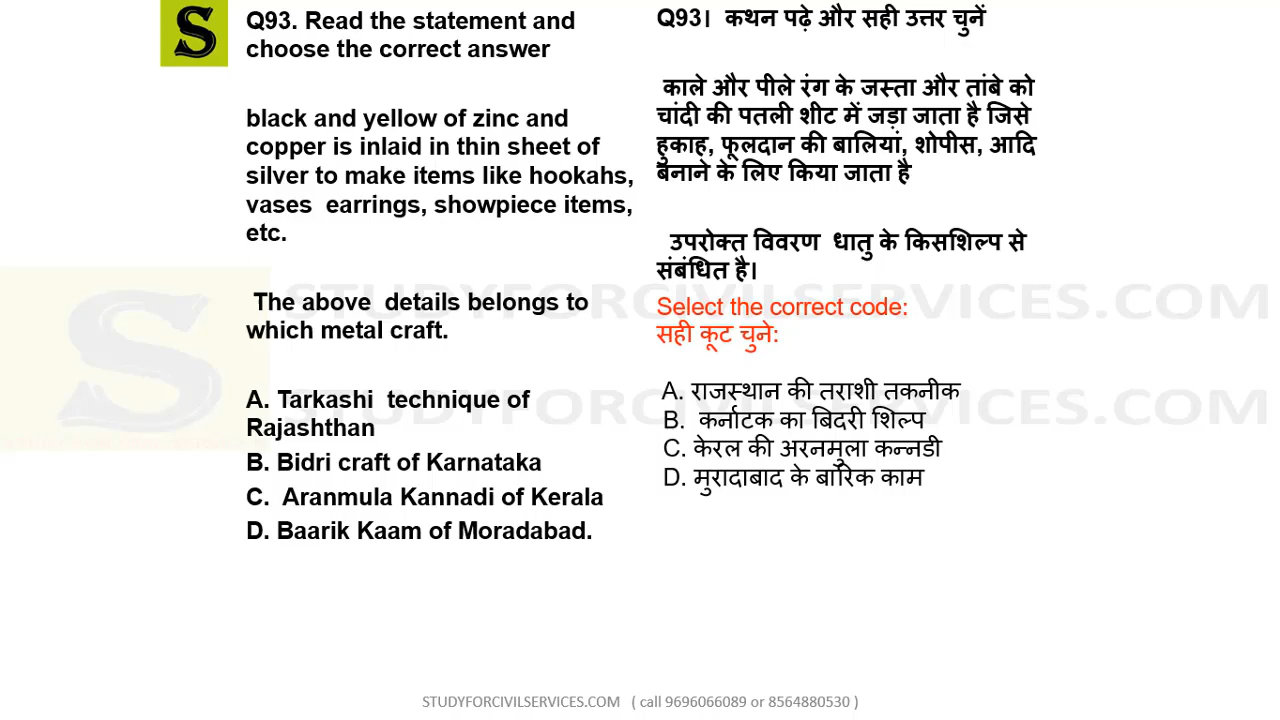 S
Q93. Read the statement and
choose the correct answer
black and yellow of zinc and
copper is inlaid in thin sheet of
silver to make items like hookahs,
vases earrings, showpiece items,
etc.
The above details belongs to
which metal craft.
A. Tarkashi technique of
Rajashthan
B. Bidri craft of Karnataka
C. Aranmula Kannadi of Kerala
D. Baarik Kaam of Moradabad.
Q93। कथन पढ़े और सही उत्तर चुनें
काले और पीले रंग के जस्ता और तांबे को
चांदी की पतली शीट में जड़ा जाता है जिसे
हुकाह, फूलदान की बालियां, शोपीस, आदि
बनाने के लिए किया जाता है
उपरोक्त विवरण धातु के किसशिल्प से
संबंधित है।
Select the correct code:
सही कूट चुने:
A. राजस्थान की तराशी तकनीक
B. कर्नाटक का बिदरी शिल्प
C. केरल की अरनमुला कन्नडी
D. मुरादाबाद के बारिक काम
S
STUDYFORCIVILSERVICES.COM
STUDYFORCIVILSERVICES.COM
STUDYFORCIVILSERVICES.COM ( call 9696066089 or 8564880530 )